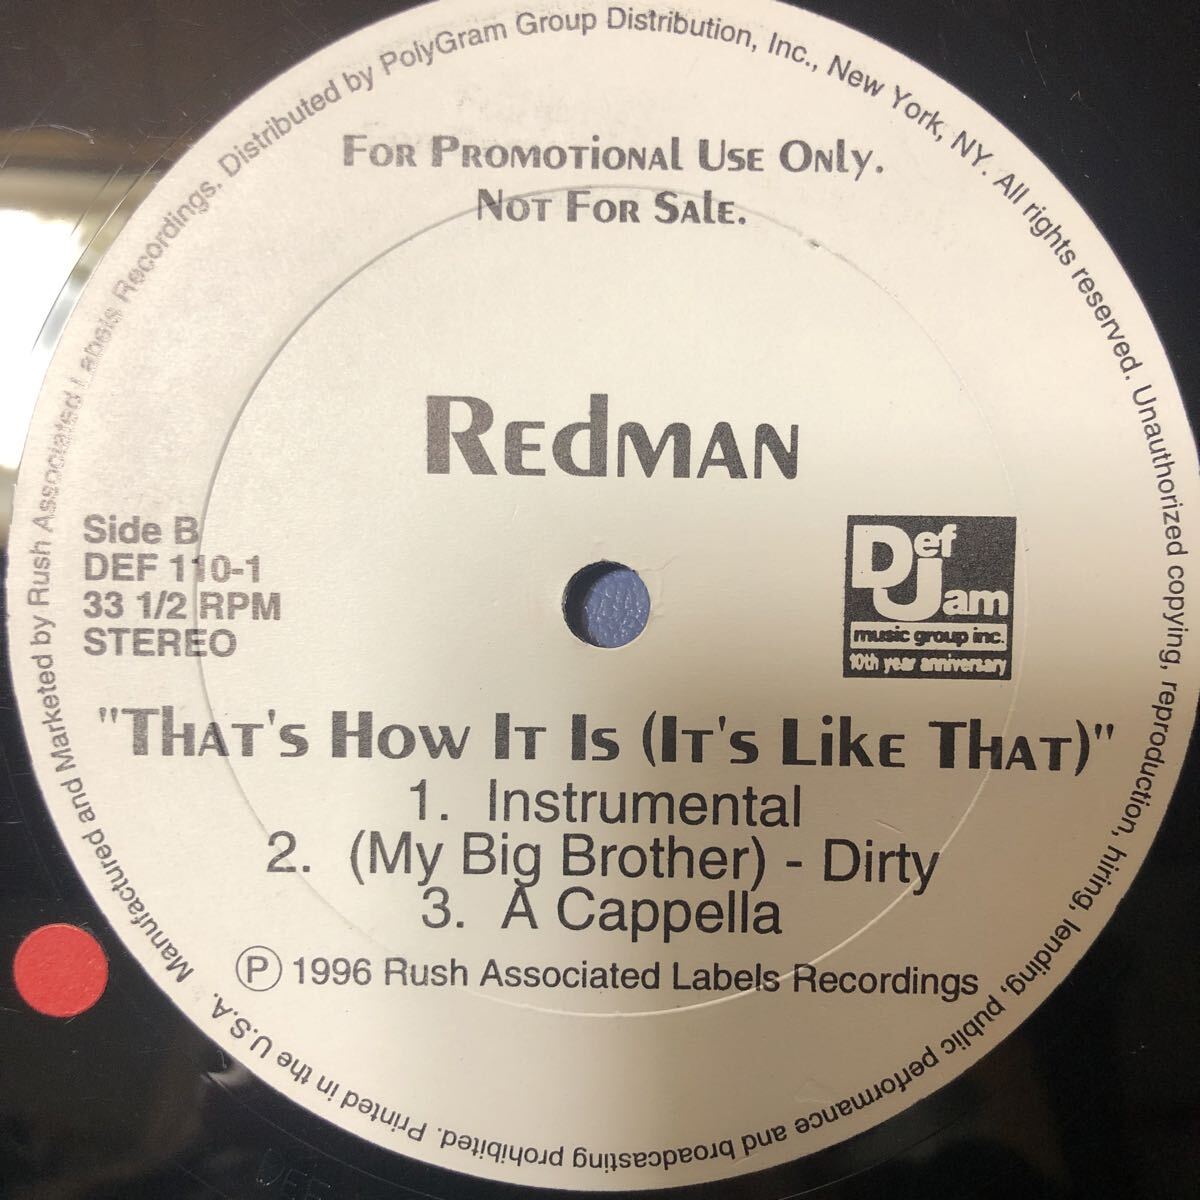 Manufactured and Marketed by Rush Associated Labels Recordings. Distributed by PolyGram Group Distribution, Inc., New York, NY. All rights reserved. Unauthorized copying, reproduction, hiring, lending, public performance and broadcasting prohibited. Printed in the U.S.A.
For Promotional Use Only.
Not For Sale.
Redman
Side B
DEF 110-1
33 1/2 RPM
STEREO
Def
Jam
music group inc.
10th year anniversary
"That's How It Is (It's Like That)"
1. Instrumental
2. (My Big Brother) - Dirty
3. A Cappella
Ⓟ 1996 Rush Associated Labels Recordings